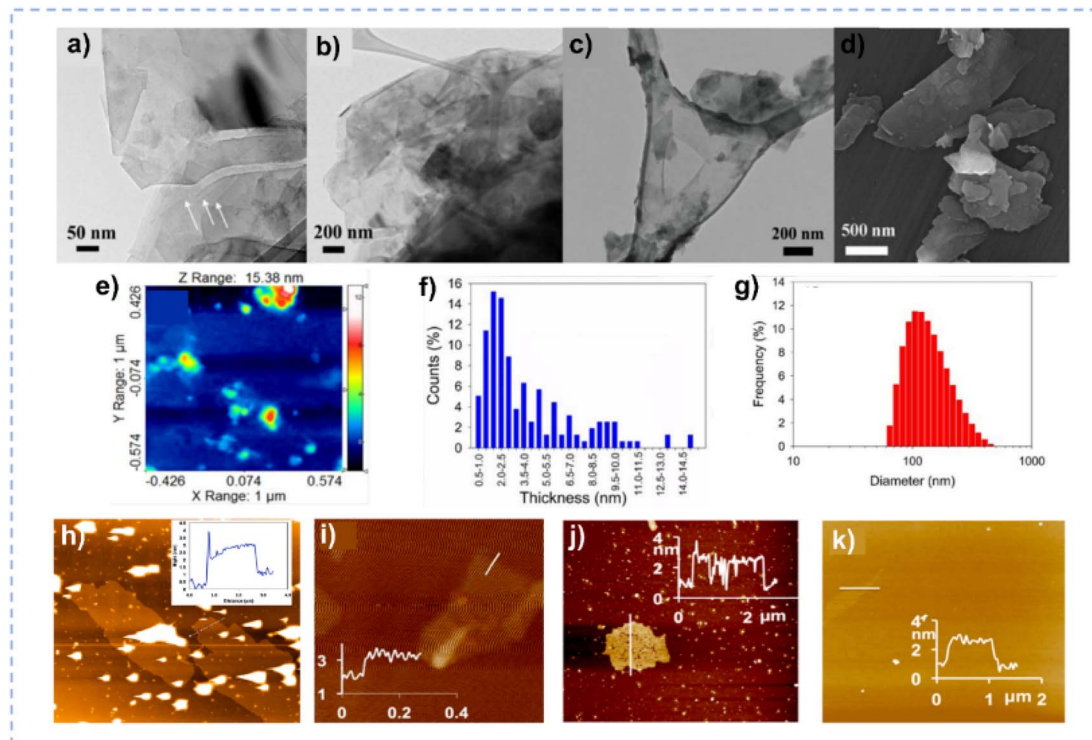 a)
50 nm
b)
200 nm
c)
200 nm
d)
500 nm
e)
Z Range: 15.38 nm
Y Range: 1 µm
0.426
-0.074
-0.574
-0.426
0.074
0.574
X Range: 1 µm
f)
Counts (%)
16
14
12
10
8
6
4
2
0
0.5-1.0
2.0-2.5
3.5-4.0
5.0-5.5
6.5-7.0
8.0-8.5
9.5-10.0
11.0-11.5
12.5-13.0
14.0-14.5
Thickness (nm)
g)
Frequency (%)
14
12
10
8
6
4
2
0
10
100
1000
Diameter (nm)
h)
Distance (µm)
i)
3
1
0
0.2
0.4
j)
4
nm
2
0
0
2
µm
k)
4
nm
2
0
0
1
µm
2